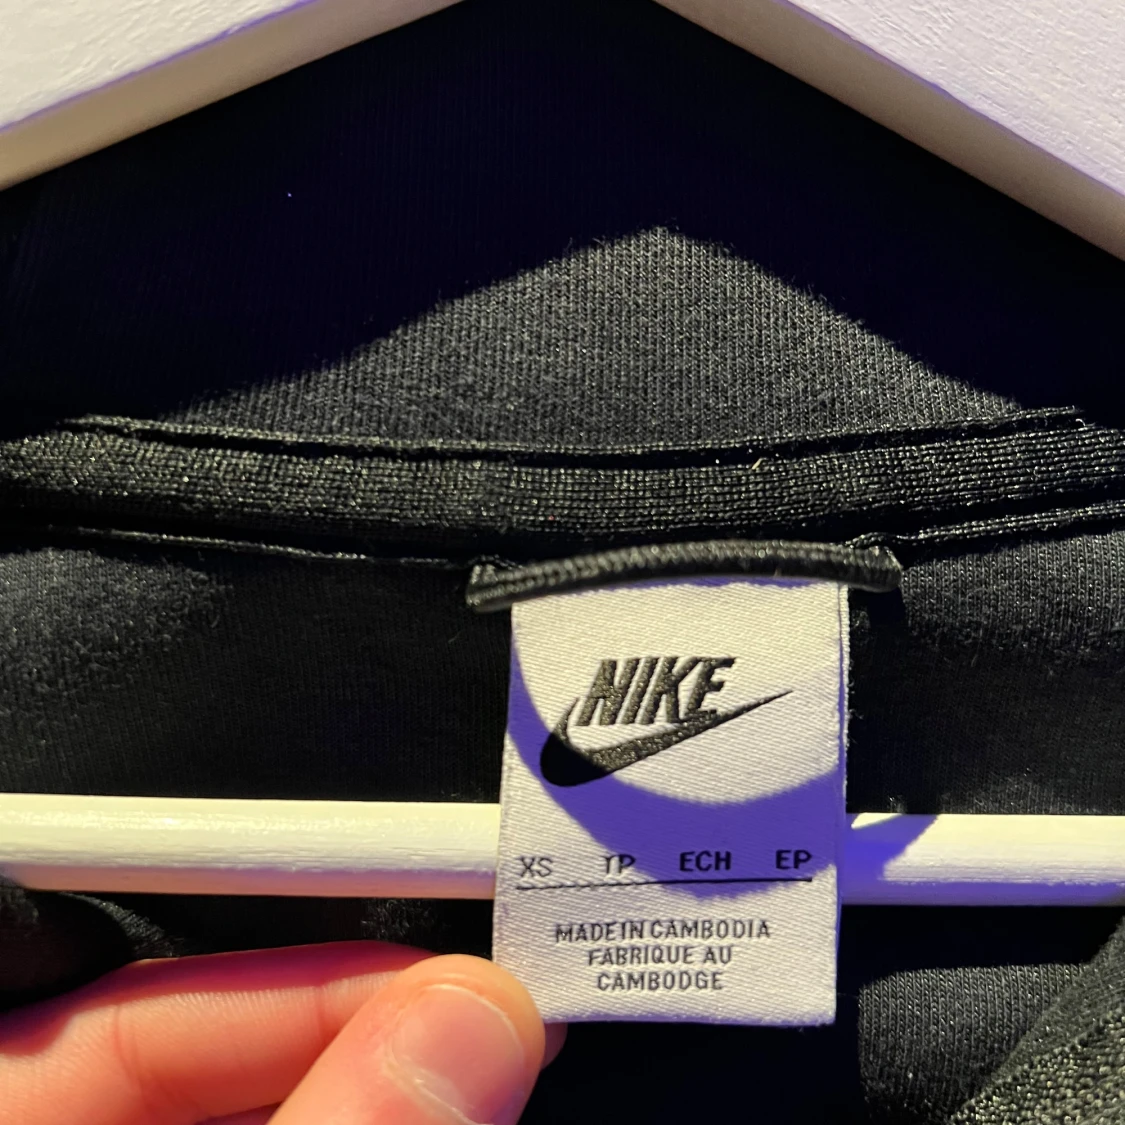 NIKE
XS TP ECH EP
MADE IN CAMBODIA
FABRIQUE AU
CAMBODGE